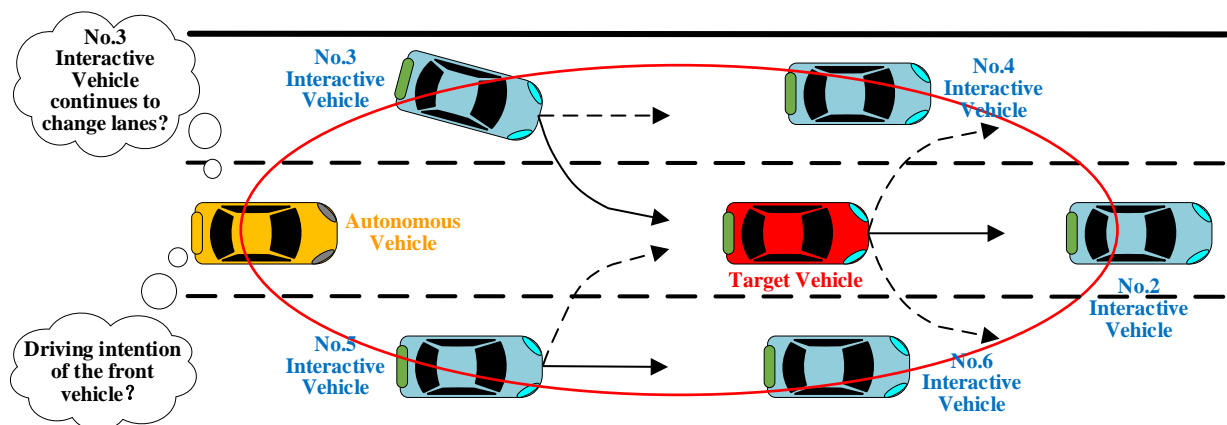 No.3
Interactive
Vehicle
continues to
change lanes?
No.3
Interactive
Vehicle
No.4
Interactive
Vehicle
Autonomous
Vehicle
Target Vehicle
No.2
Interactive
Vehicle
Driving intention
of the front
vehicle？
No.5
Interactive
Vehicle
No.6
Interactive
Vehicle